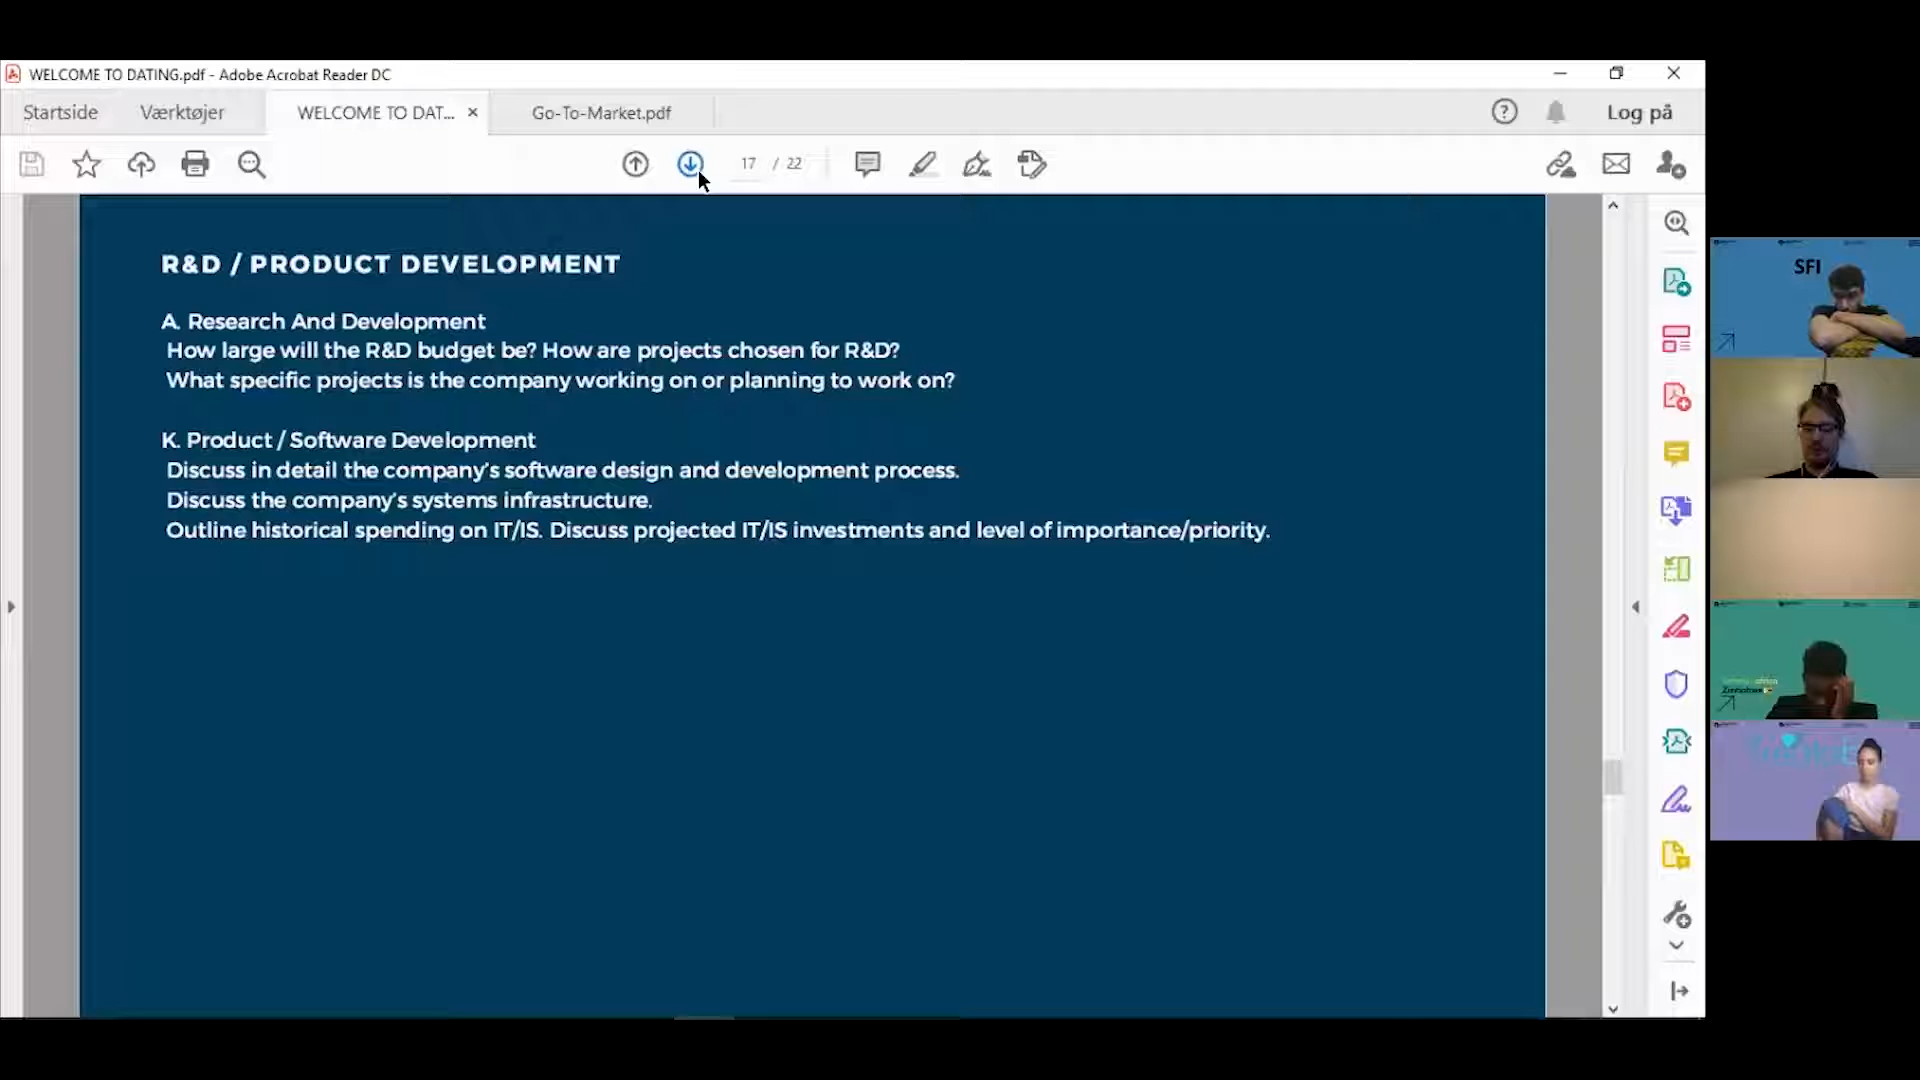 WELCOME TO DATING.pdf - Adobe Acrobat Reader DC
Startside
Værktøjer
WELCOME TO DAT...
Go-To-Market.pdf
Log på
17 / 22
R&D / PRODUCT DEVELOPMENT
A. Research And Development
How large will the R&D budget be? How are projects chosen for R&D?
What specific projects is the company working on or planning to work on?
K. Product / Software Development
Discuss in detail the company's software design and development process.
Discuss the company's systems infrastructure.
Outline historical spending on IT/IS. Discuss projected IT/IS investments and level of importance/priority.
SFI